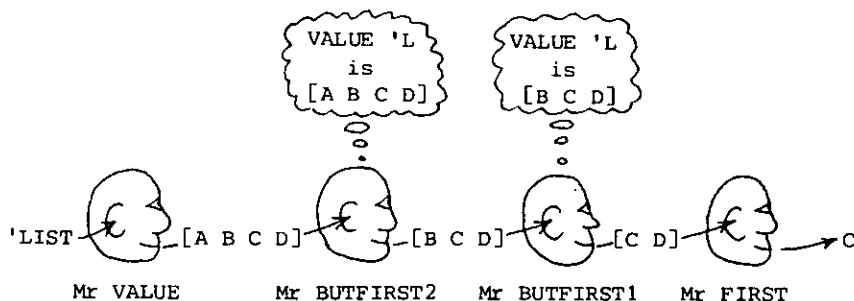 VALUE 'L
is
[A B C D]
VALUE 'L
is
[B C D]
'LIST [A B C D] [B C D] [C D] C
Mr VALUE Mr BUTFIRST2 Mr BUTFIRST1 Mr FIRST